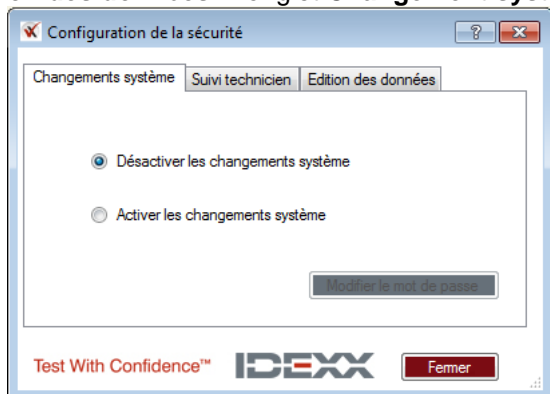 Configuration de la sécurité
Changements système Suivi technicien Edition des données
Désactiver les changements système
Activer les changements système
Modifier le mot de passe
Test With Confidence™ IDEXX Fermer